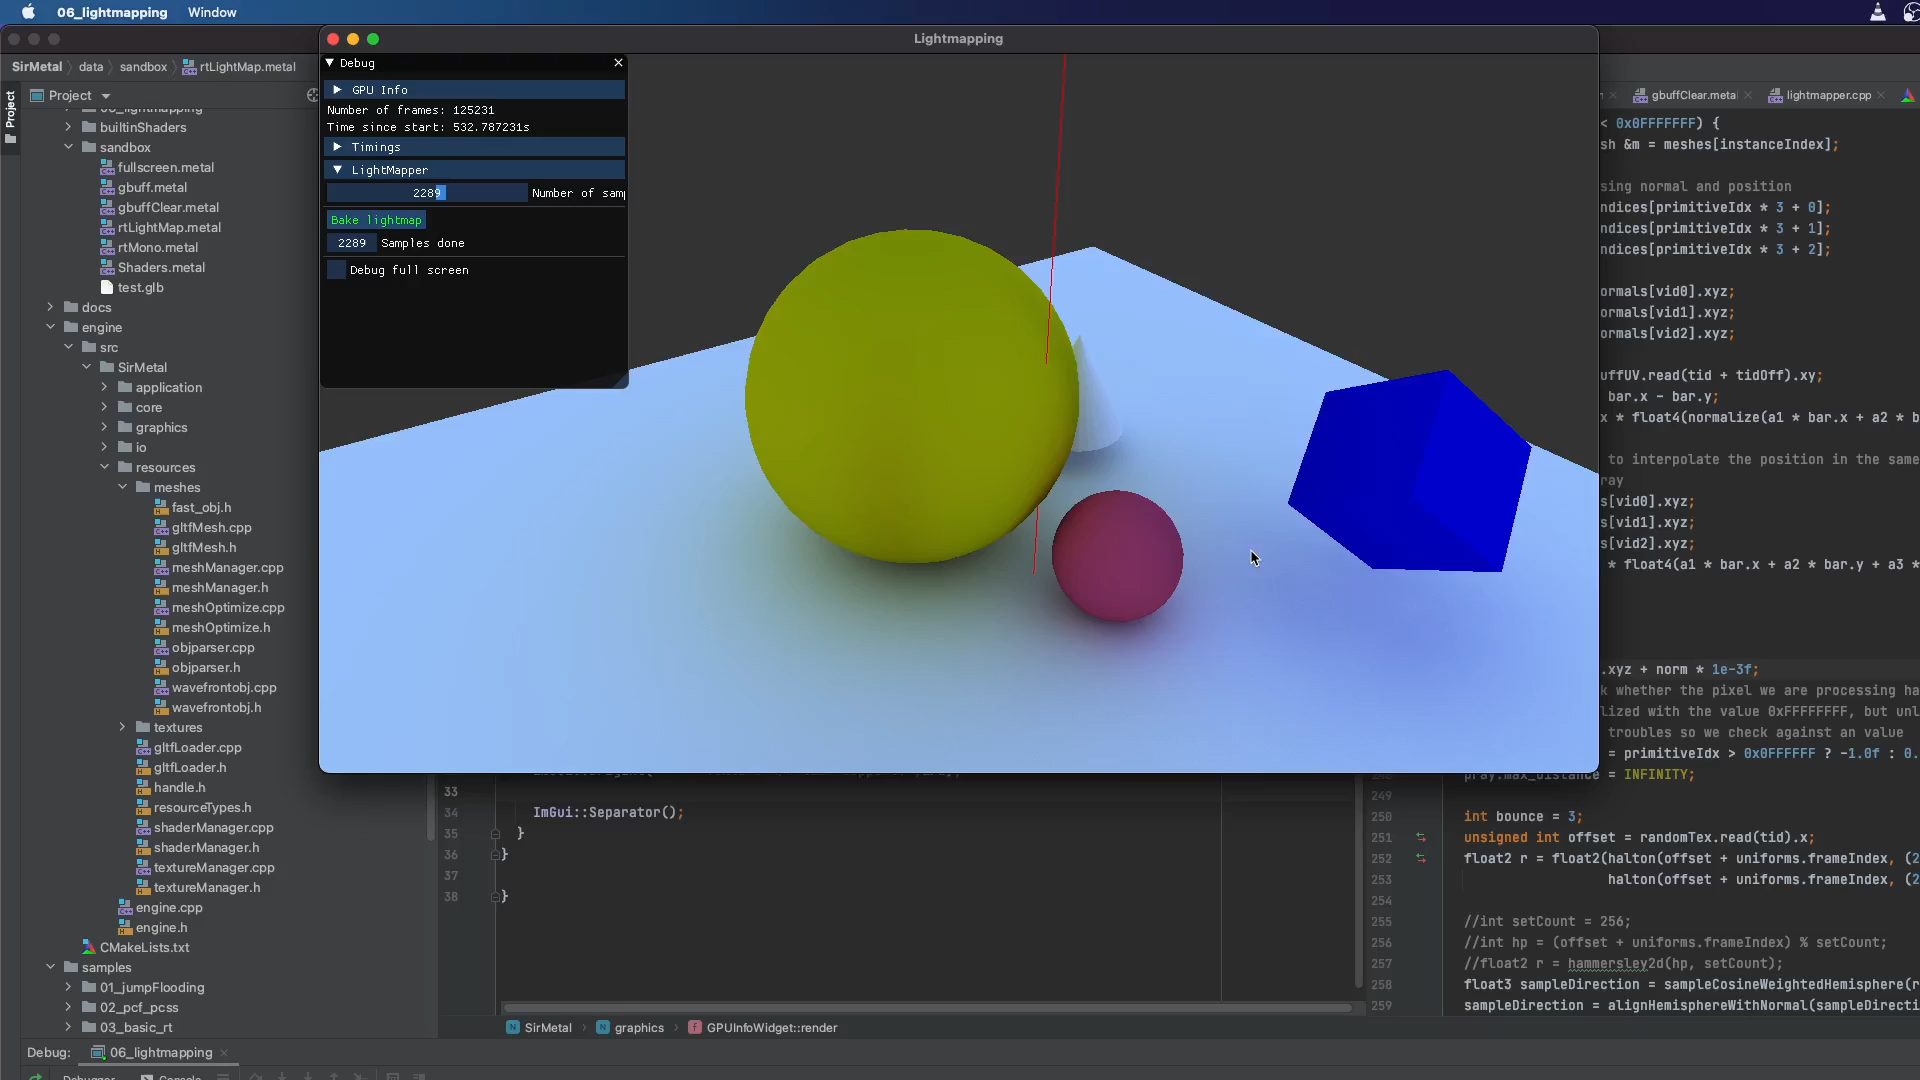 06_lightmapping Window
Lightmapping
SirMetal data sandbox rtLightMap.metal
Project
Project
builtinShaders
sandbox
fullscreen.metal
gbuff.metal
gbuffClear.metal
rtLightMap.metal
rtMono.metal
Shaders.metal
test.glb
docs
engine
src
SirMetal
application
core
graphics
io
resources
meshes
fast_obj.h
gltfMesh.cpp
gltfMesh.h
meshManager.cpp
meshManager.h
meshOptimize.cpp
meshOptimize.h
objparser.cpp
objparser.h
wavefrontobj.cpp
wavefrontobj.h
textures
gltfLoader.cpp
gltfLoader.h
handle.h
resourceTypes.h
shaderManager.cpp
shaderManager.h
textureManager.cpp
textureManager.h
engine.cpp
engine.h
CMakeLists.txt
samples
01_jumpFlooding
02_pcf_pcss
03_basic_rt
Debug
GPU Info
Number of frames: 125231
Time since start: 532.787231s
Timings
LightMapper
2289 Number of samp
Bake lightmap
2289 Samples done
Debug full screen
33
34 ImGui::Separator();
35 }
36 }
37
38 }
SirMetal graphics GPUInfoWidget::render
gbuffClear.metal lightmapper.cpp
< 0x0FFFFFFF) {
sh &m = meshes[instanceIndex];
sing normal and position
ndices[primitiveIdx * 3 + 0];
ndices[primitiveIdx * 3 + 1];
ndices[primitiveIdx * 3 + 2];
ormals[vid0].xyz;
ormals[vid1].xyz;
ormals[vid2].xyz;
uffUV.read(tid + tidOff).xy;
bar.x - bar.y;
x * float4(normalize(a1 * bar.x + a2 * b
to interpolate the position in the same
ray
s[vid0].xyz;
s[vid1].xyz;
s[vid2].xyz;
* float4(a1 * bar.x + a2 * bar.y + a3 *
.xyz + norm * 1e-3f;
k whether the pixel we are processing ha
lized with the value 0xFFFFFFFF, but unl
troubles so we check against an value
= primitiveIdx > 0x0FFFFFF ? -1.0f : 0.
pray.max_distance = INFINITY;
249
250 int bounce = 3;
251 unsigned int offset = randomTex.read(tid).x;
252 float2 r = float2(halton(offset + uniforms.frameIndex, (2
253 halton(offset + uniforms.frameIndex, (2
254
255 //int setCount = 256;
256 //int hp = (offset + uniforms.frameIndex) % setCount;
257 //float2 r = hammersley2d(hp, setCount);
258 float3 sampleDirection = sampleCosineWeightedHemisphere(r
259 sampleDirection = alignHemisphereWithNormal(sampleDirecti
Debug: 06_lightmapping
Debugger Console